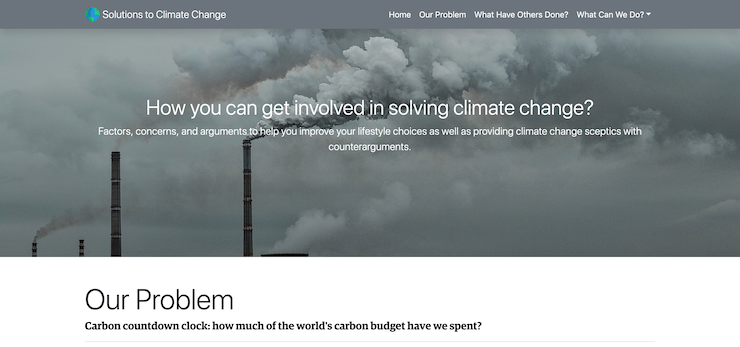 Solutions to Climate Change
Home Our Problem What Have Others Done? What Can We Do?
How you can get involved in solving climate change?
Factors, concerns, and arguments to help you improve your lifestyle choices as well as providing climate change sceptics with
counterarguments.
Our Problem
Carbon countdown clock: how much of the world's carbon budget have we spent?